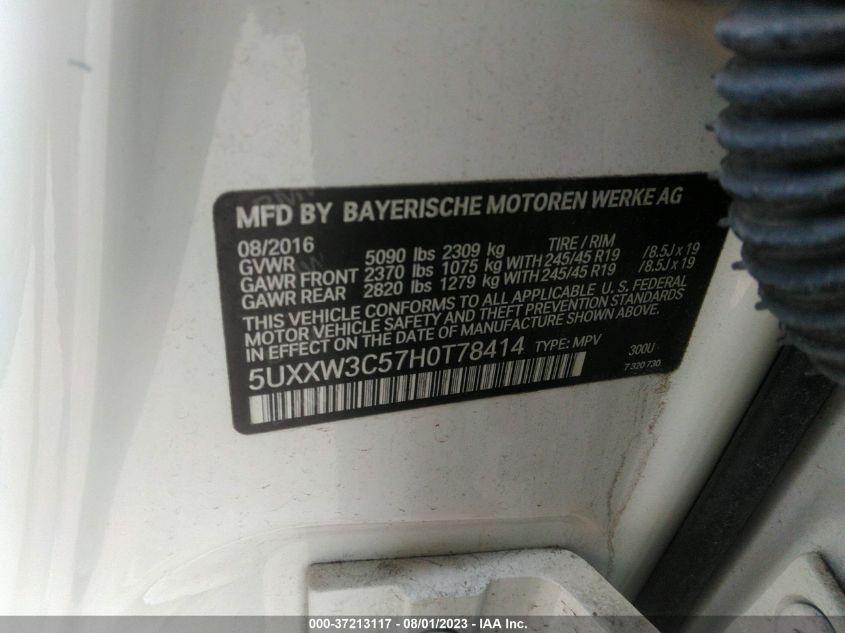 MFD BY BAYERISCHE MOTOREN WERKE AG
08/2016 TIRE / RIM
GVWR 5090 lbs 2309 kg
GAWR FRONT 2370 lbs 1075 kg WITH 245/45 R19 /8.5J x 19
GAWR REAR 2820 lbs 1279 kg WITH 245/45 R19 /8.5J x 19
THIS VEHICLE CONFORMS TO ALL APPLICABLE U. S. FEDERAL
MOTOR VEHICLE SAFETY AND THEFT PREVENTION STANDARDS
IN EFFECT ON THE DATE OF MANUFACTURE SHOWN ABOVE.
5UXXW3C57H0T78414 TYPE: MPV 300U
7 320 730
000-37213117 - 08/01/2023 - IAA Inc.